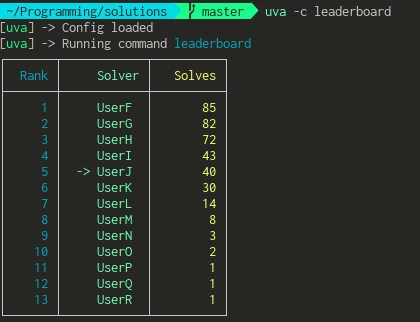 ~/Programming/solutions master uva -c leaderboard
[uva] -> Config loaded
[uva] -> Running command leaderboard
Rank Solver Solves
1 UserF 85
2 UserG 82
3 UserH 72
4 UserI 43
5 -> UserJ 40
6 UserK 30
7 UserL 14
8 UserM 8
9 UserN 3
10 UserO 2
11 UserP 1
12 UserQ 1
13 UserR 1